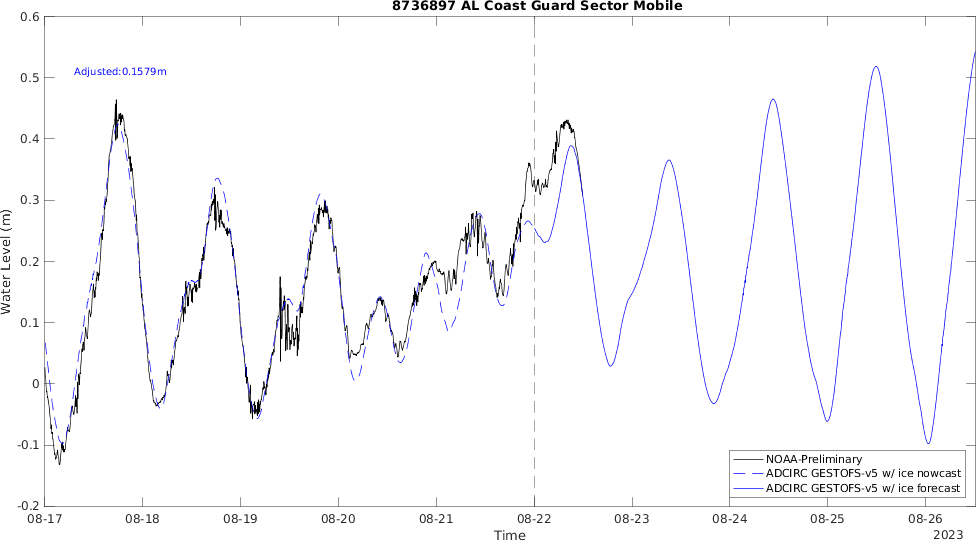 8736897 AL Coast Guard Sector Mobile
0.6
0.5
0.4
0.3
0.2
0.1
0
-0.1
-0.2
Water Level (m)
Adjusted:0.1579m
NOAA-Preliminary
ADCIRC GESTOFS-v5 w/ ice nowcast
ADCIRC GESTOFS-v5 w/ ice forecast
08-17 08-18 08-19 08-20 08-21 08-22 08-23 08-24 08-25 08-26
Time
2023